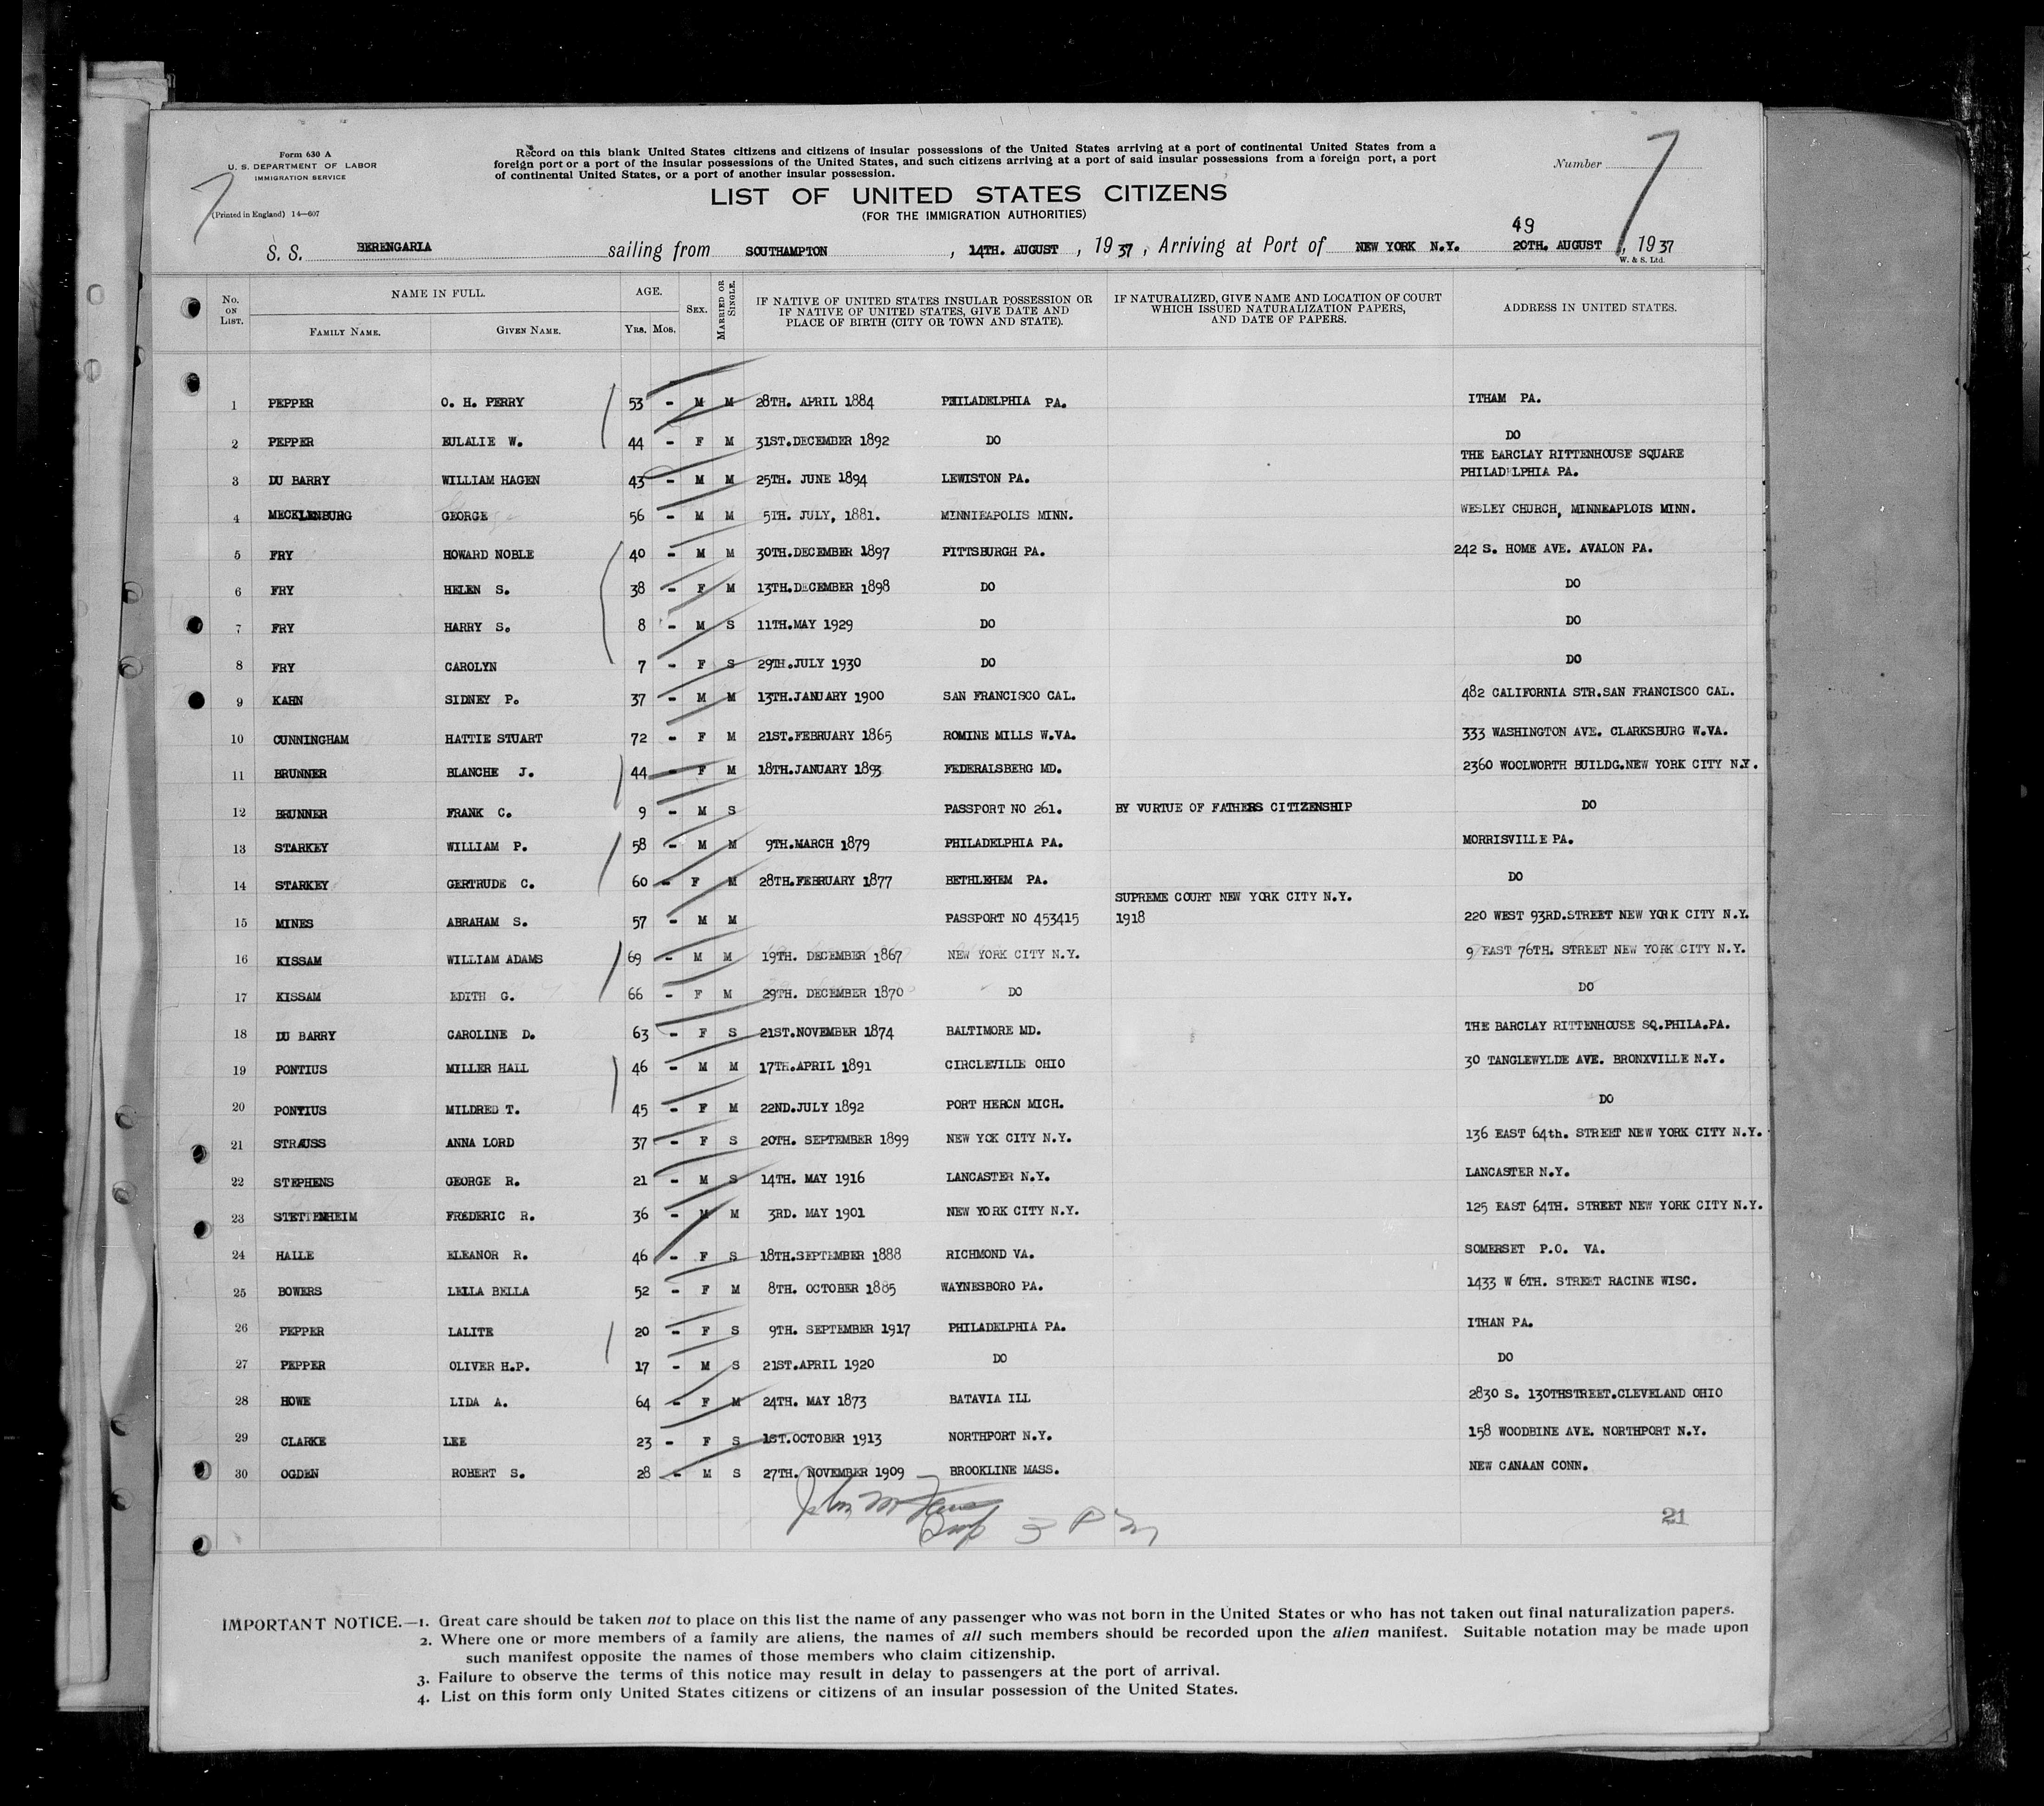 Form 630 A
U. S. DEPARTMENT OF LABOR
IMMIGRATION SERVICE
(Printed in England) 14—607
Record on this blank United States citizens and citizens of insular possessions of the United States arriving at a port of continental United States from a
foreign port or a port of the insular possessions of the United States, and such citizens arriving at a port of said insular possessions from a foreign port, a port
of continental United States, or a port of another insular possession.
Number 7
7
LIST OF UNITED STATES CITIZENS
(FOR THE IMMIGRATION AUTHORITIES)
49
S. S. BERENGARIA sailing from SOUTHAMPTON, 14TH. AUGUST, 1937, Arriving at Port of NEW YORK N.Y. 20TH. AUGUST, 1937
W. & S. Ltd.
No. ON LIST. NAME IN FULL. AGE. SEX. MARRIED OR SINGLE. IF NATIVE OF UNITED STATES INSULAR POSSESSION OR IF NATIVE OF UNITED STATES, GIVE DATE AND PLACE OF BIRTH (CITY OR TOWN AND STATE). IF NATURALIZED, GIVE NAME AND LOCATION OF COURT WHICH ISSUED NATURALIZATION PAPERS, AND DATE OF PAPERS. ADDRESS IN UNITED STATES.
FAMILY NAME. GIVEN NAME. YRS. MOS.
1 PEPPER O. H. PERRY 53 - M M 28TH. APRIL 1884 PHILADELPHIA PA. ITHAM PA.
2 PEPPER EULALIE W. 44 - F M 31ST.DECEMBER 1892 DO DO
3 DU BARRY WILLIAM HAGEN 43 - M M 25TH. JUNE 1894 LEWISTON PA. THE BARCLAY RITTENHOUSE SQUARE PHILADELPHIA PA.
4 MECKLENBURG GEORGE 56 - M M 5TH. JULY, 1881. MINNIEAPOLIS MINN. WESLEY CHURCH, MINNEAPLOIS MINN.
5 FRY HOWARD NOBLE 40 - M M 30TH.DECEMBER 1897 PITTSBURGH PA. 242 S. HOME AVE. AVALON PA.
6 FRY HELEN S. 38 - F M 13TH.DECEMBER 1898 DO DO
7 FRY HARRY S. 8 - M S 11TH.MAY 1929 DO DO
8 FRY CAROLYN 7 - F S 29TH.JULY 1930 DO DO
9 KAHN SIDNEY P. 37 - M M 13TH.JANUARY 1900 SAN FRANCISCO CAL. 482 CALIFORNIA STR.SAN FRANCISCO CAL.
10 CUNNINGHAM HATTIE STUART 72 - F M 21ST.FEBRUARY 1865 ROMINE MILLS W.VA. 333 WASHINGTON AVE. CLARKSBURG W.VA.
11 BRUNNER BLANCHE J. 44 - F M 18TH.JANUARY 1893 FEDERALSBERG MD. 2360 WOOLWORTH BUILDG.NEW YORK CITY N.Y.
12 BRUNNER FRANK C. 9 - M S PASSPORT NO 261. BY VURTUE OF FATHERS CITIZENSHIP DO
13 STARKEY WILLIAM P. 58 - M M 9TH.MARCH 1879 PHILADELPHIA PA. MORRISVILLE PA.
14 STARKEY GERTRUDE C. 60 - F M 28TH.FEBRUARY 1877 BETHLEHEM PA. DO
15 MINES ABRAHAM S. 57 - M M PASSPORT NO 453415 SUPREME COURT NEW YORK CITY N.Y. 1918 220 WEST 93RD.STREET NEW YORK CITY N.Y.
16 KISSAM WILLIAM ADAMS 69 - M M 19TH. DECEMBER 1867 NEW YORK CITY N.Y. 9 EAST 76TH. STREET NEW YORK CITY N.Y.
17 KISSAM EDITH G. 66 - F M 29TH. DECEMBER 1870 DO DO
18 DU BARRY CAROLINE D. 63 - F S 21ST.NOVEMBER 1874 BALTIMORE MD. THE BARCLAY RITTENHOUSE SQ.PHILA.PA.
19 PONTIUS MILLER HALL 46 - M M 17TH.APRIL 1891 CIRCLEVILIE OHIO 30 TANGLEWYLDE AVE. BRONXVILLE N.Y.
20 PONTIUS MILDRED T. 45 - F M 22ND.JULY 1892 PORT HERON MICH. DO
21 STRAUSS ANNA LORD 37 - F S 20TH. SEPTEMBER 1899 NEW YOK CITY N.Y. 136 EAST 64th. STREET NEW YORK CITY N.Y.
22 STEPHENS GEORGE R. 21 - M S 14TH. MAY 1916 LANCASTER N.Y. LANCASTER N.Y.
23 STETTENHEIM FREDERIC R. 36 - M M 3RD. MAY 1901 NEW YORK CITY N.Y. 125 EAST 64TH. STREET NEW YORK CITY N.Y.
24 HALLE ELEANOR R. 46 - F S 18TH.SEPTEMBER 1888 RICHMOND VA. SOMERSET P.O. VA.
25 BOWERS LELLA BELLA 52 - F M 8TH. OCTOBER 1885 WAYNESBORO PA. 1433 W 6TH. STREET RACINE WISC.
26 PEPPER LALITE 20 - F S 9TH. SEPTEMBER 1917 PHILADELPHIA PA. ITHAN PA.
27 PEPPER OLIVER H.P. 17 - M S 21ST.APRIL 1920 DO DO
28 HOWE LIDA A. 64 - F M 24TH. MAY 1873 BATAVIA ILL 2830 S. 130THSTREET.CLEVELAND OHIO
29 CLARKE LEE 23 - F S 1ST.OCTOBER 1913 NORTHPORT N.Y. 158 WOODBINE AVE. NORTHPORT N.Y.
30 OGDEN ROBERT S. 28 - M S 27TH. NOVEMBER 1909 BROOKLINE MASS. NEW CANAAN CONN.
John M
Insp 3 P
21
IMPORTANT NOTICE.—1. Great care should be taken not to place on this list the name of any passenger who was not born in the United States or who has not taken out final naturalization papers.
2. Where one or more members of a family are aliens, the names of all such members should be recorded upon the alien manifest. Suitable notation may be made upon
such manifest opposite the names of those members who claim citizenship.
3. Failure to observe the terms of this notice may result in delay to passengers at the port of arrival.
4. List on this form only United States citizens or citizens of an insular possession of the United States.